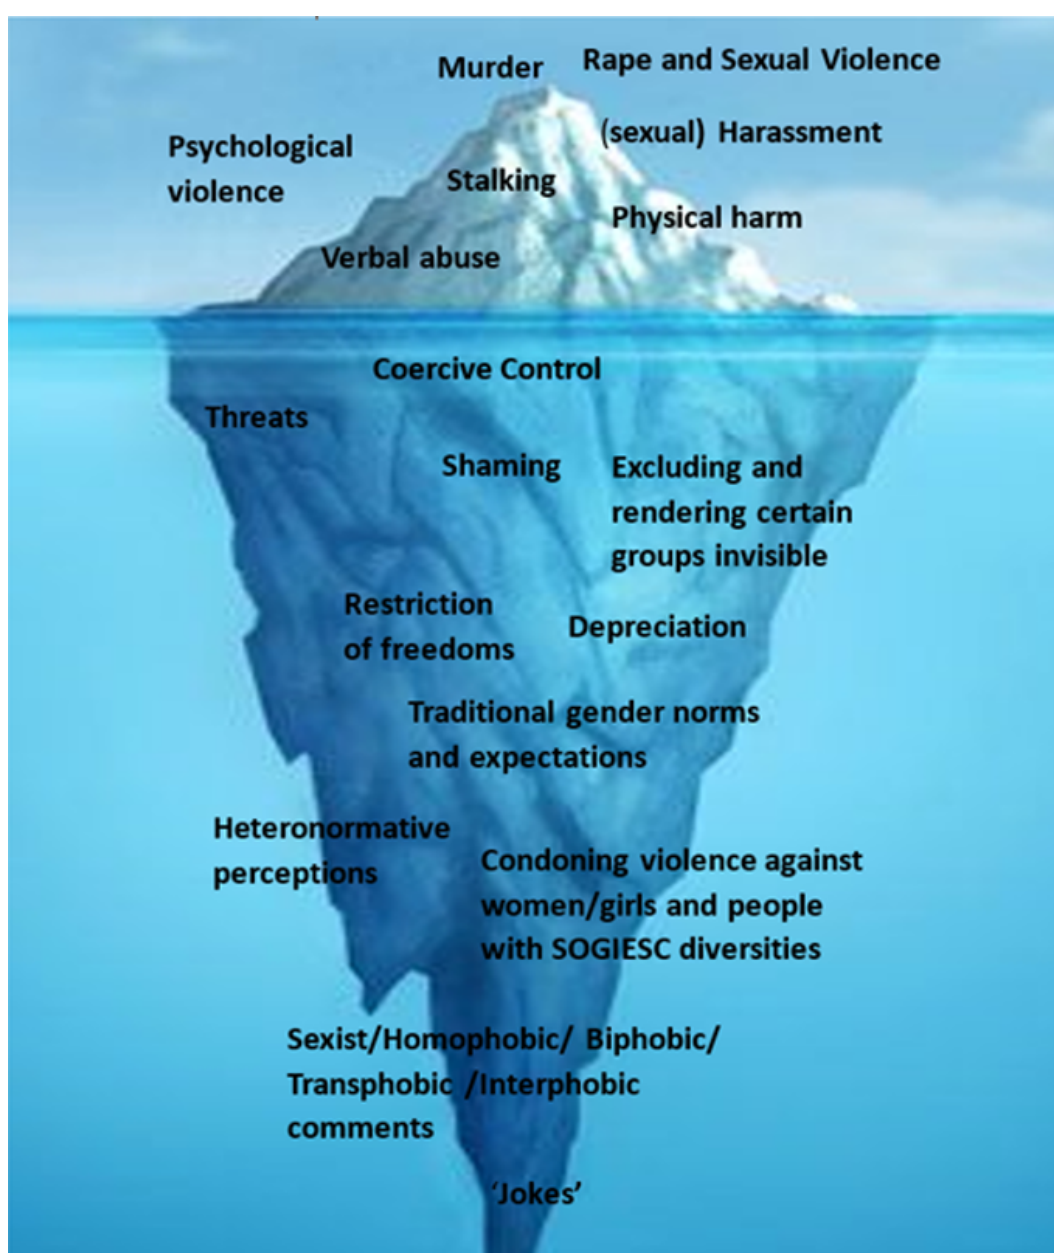 Murder
Rape and Sexual Violence
(sexual) Harassment
Psychological
violence
Stalking
Physical harm
Verbal abuse
Coercive Control
Threats
Shaming
Excluding and
rendering certain
groups invisible
Restriction
of freedoms
Depreciation
Traditional gender norms
and expectations
Heteronormative
perceptions
Condoning violence against
women/girls and people
with SOGIESC diversities
Sexist/Homophobic/ Biphobic/
Transphobic /Interphobic
comments
‘Jokes’